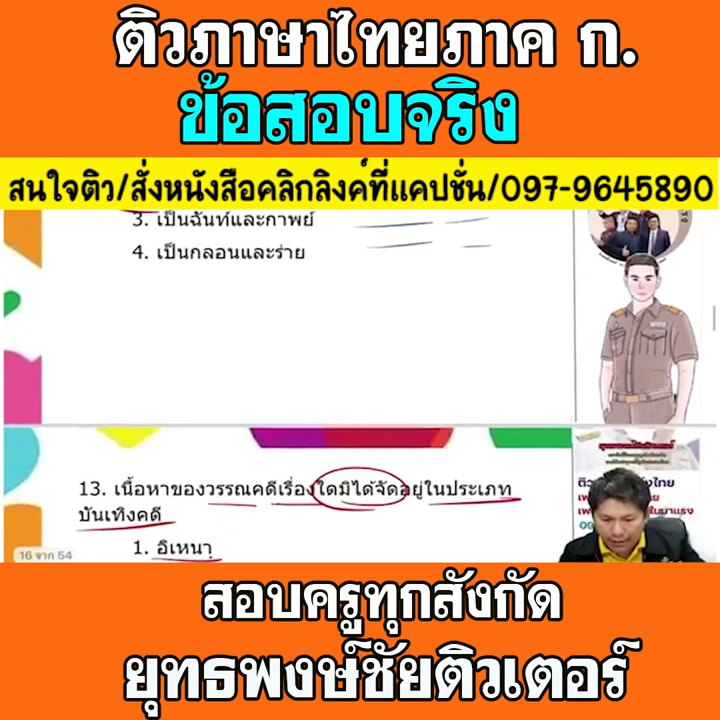 ติวภาษาไทยภาค ก.
ข้อสอบจริง
สนใจติว/สั่งหนังสือคลิกลิงค์ที่แคปชั่น/097-9645890
3. เป็นฉันท์และกาพย์
4. เป็นกลอนและร่าย
13. เนื้อหาของวรรณคดีเรื่องใดมิได้จัดอยู่ในประเภท
บันเทิงคดี
1. อิเหนา
16 จาก 54
สอบครูทุกสังกัด
ยุทธพงษ์ชัยติวเตอร์